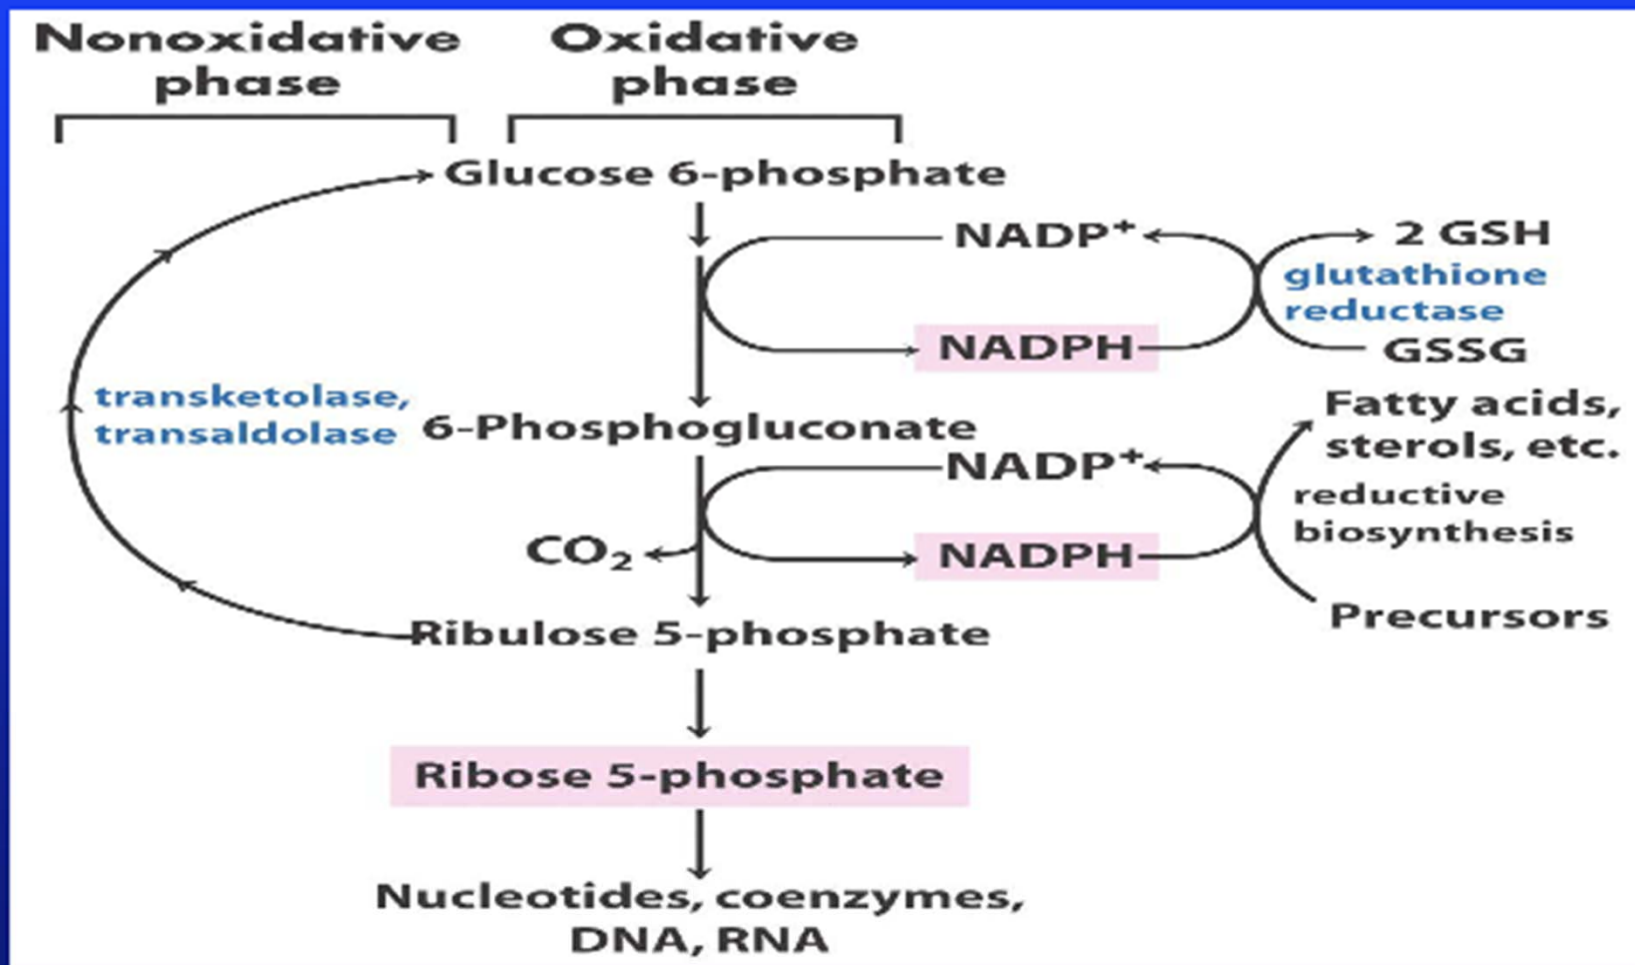 Nonoxidative
phase
Oxidative
phase
Glucose 6-phosphate
NADP⁺
2 GSH
glutathione
reductase
NADPH
GSSG
transketolase,
transaldolase
6-Phosphogluconate
Fatty acids,
sterols, etc.
NADP⁺
reductive
biosynthesis
CO₂
NADPH
Precursors
Ribulose 5-phosphate
Ribose 5-phosphate
Nucleotides, coenzymes,
DNA, RNA